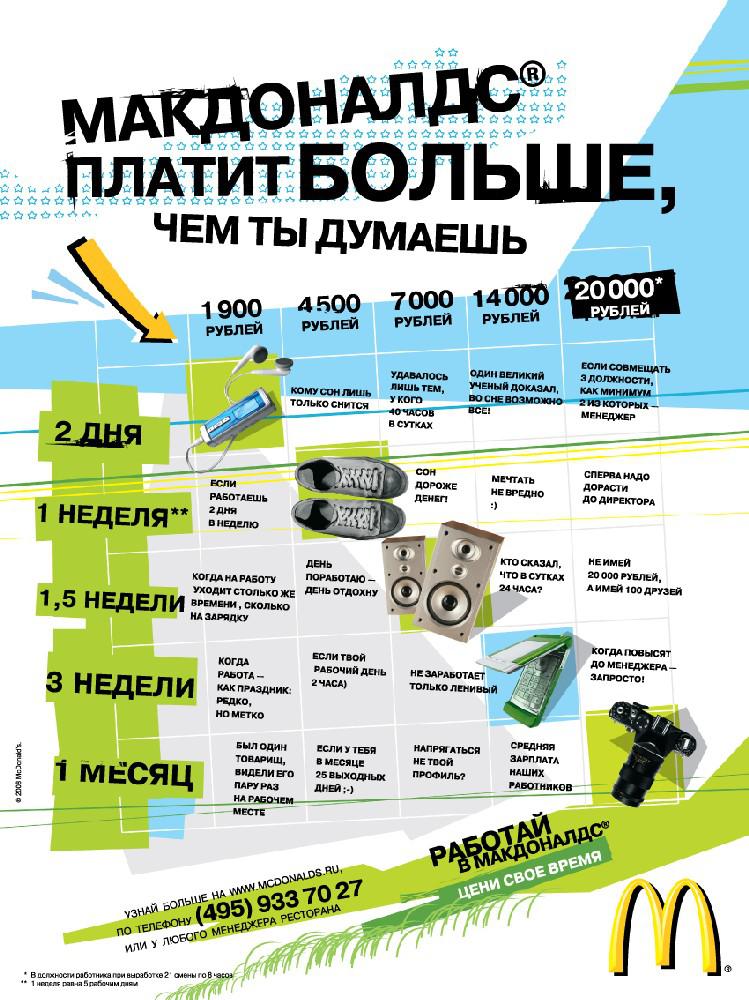 МАКДОНАЛДС®
ПЛАТИТ БОЛЬШЕ,
ЧЕМ ТЫ ДУМАЕШЬ
1 900
РУБЛЕЙ
4 500
РУБЛЕЙ
7 000
РУБЛЕЙ
14 000
РУБЛЕЙ
20 000*
РУБЛЕЙ
2 ДНЯ
КОМУ СОН ЛИШЬ
ТОЛЬКО СНИТСЯ
УДАВАЛОСЬ
ЛИШЬ ТЕМ,
У КОГО
40 ЧАСОВ
В СУТКАХ
ОДИН ВЕЛИКИЙ
УЧЕНЫЙ ДОКАЗАЛ,
ВО СНЕ ВОЗМОЖНО
ВСЕ!
ЕСЛИ СОВМЕЩАТЬ
3 ДОЛЖНОСТИ,
КАК МИНИМУМ
2 ИЗ КОТОРЫХ —
МЕНЕДЖЕР
1 НЕДЕЛЯ**
ЕСЛИ
РАБОТАЕШЬ
2 ДНЯ
В НЕДЕЛЮ
СОН
ДОРОЖЕ
ДЕНЕГ!
МЕЧТАТЬ
НЕ ВРЕДНО
:)
СПЕРВА НАДО
ДОРАСТИ
ДО ДИРЕКТОРА
1,5 НЕДЕЛИ
КОГДА НА РАБОТУ
УХОДИТ СТОЛЬКО ЖЕ
ВРЕМЕНИ, СКОЛЬКО
НА ЗАРЯДКУ
ДЕНЬ
ПОРАБОТАЮ —
ДЕНЬ ОТДОХНУ
КТО СКАЗАЛ,
ЧТО В СУТКАХ
24 ЧАСА?
НЕ ИМЕЙ
20 000 РУБЛЕЙ,
А ИМЕЙ 100 ДРУЗЕЙ
3 НЕДЕЛИ
КОГДА
РАБОТА —
КАК ПРАЗДНИК:
РЕДКО,
НО МЕТКО
ЕСЛИ ТВОЙ
РАБОЧИЙ ДЕНЬ
2 ЧАСА)
НЕ ЗАРАБОТАЕТ
ТОЛЬКО ЛЕНИВЫЙ
КОГДА ПОВЫСЯТ
ДО МЕНЕДЖЕРА —
ЗАПРОСТО!
1 МЕСЯЦ
БЫЛ ОДИН
ТОВАРИЩ,
ВИДЕЛИ ЕГО
ПАРУ РАЗ
НА РАБОЧЕМ
МЕСТЕ
ЕСЛИ У ТЕБЯ
В МЕСЯЦЕ
25 ВЫХОДНЫХ
ДНЕЙ ;-)
НАПРЯГАТЬСЯ
НЕ ТВОЙ
ПРОФИЛЬ?
СРЕДНЯЯ
ЗАРПЛАТА
НАШИХ
РАБОТНИКОВ
© 2008 McDonald's.
РАБОТАЙ
В МАКДОНАЛДС®
ЦЕНИ СВОЕ ВРЕМЯ
УЗНАЙ БОЛЬШЕ НА WWW.MCDONALDS.RU,
ПО ТЕЛЕФОНУ (495) 933 70 27
ИЛИ У ЛЮБОГО МЕНЕДЖЕРА РЕСТОРАНА
®
* В должности работника при выработке 21 смены по 8 часов
** 1 неделя равна 5 рабочим дням